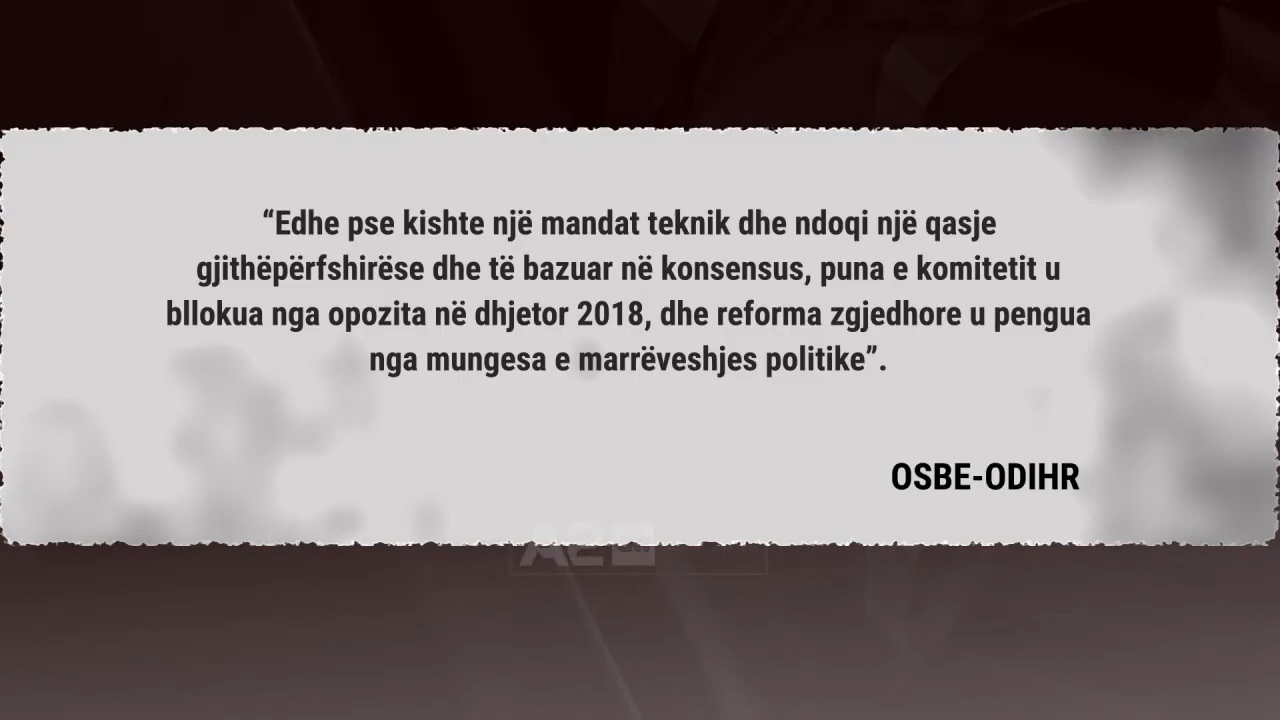 “Edhe pse kishte një mandat teknik dhe ndoqi një qasje
gjithëpërfshirëse dhe të bazuar në konsensus, puna e komitetit u
bllokua nga opozita në dhjetor 2018, dhe reforma zgjedhore u pengua
nga mungesa e marrëveshjes politike”.
OSBE-ODIHR
A2